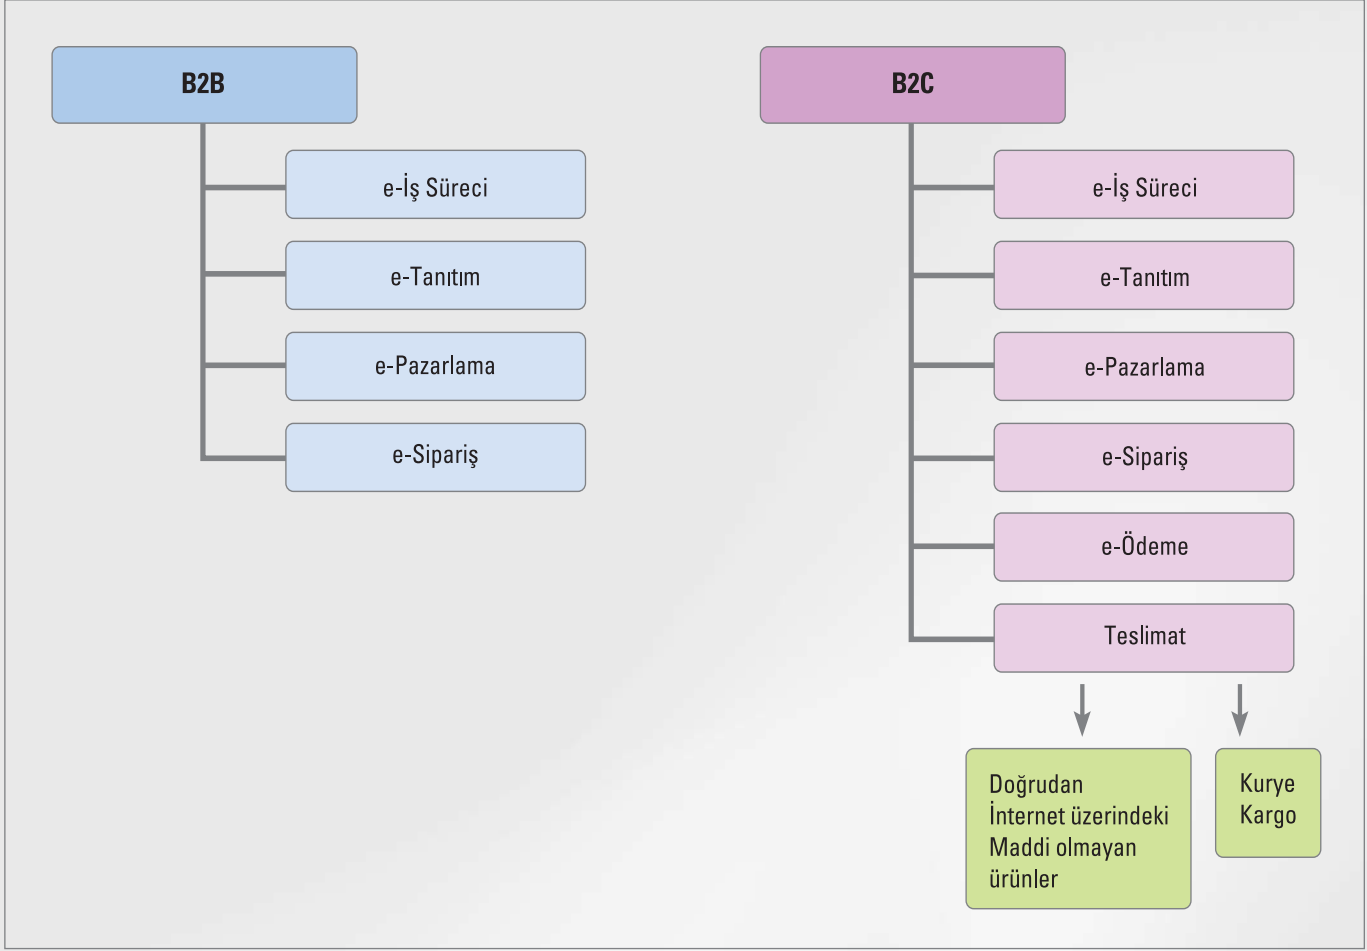 B2B
e-İş Süreci
e-Tanıtım
e-Pazarlama
e-Sipariş
B2C
e-İş Süreci
e-Tanıtım
e-Pazarlama
e-Sipariş
e-Ödeme
Teslimat
Doğrudan
İnternet üzerindeki
Maddi olmayan
ürünler
Kurye
Kargo